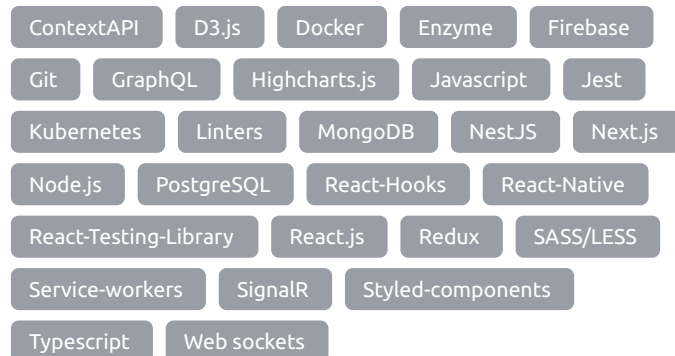 ContextAPI D3.js Docker Enzyme Firebase
Git GraphQL Highcharts.js Javascript Jest
Kubernetes Linters MongoDB NestJS Next.js
Node.js PostgreSQL React-Hooks React-Native
React-Testing-Library React.js Redux SASS/LESS
Service-workers SignalR Styled-components
Typescript Web sockets